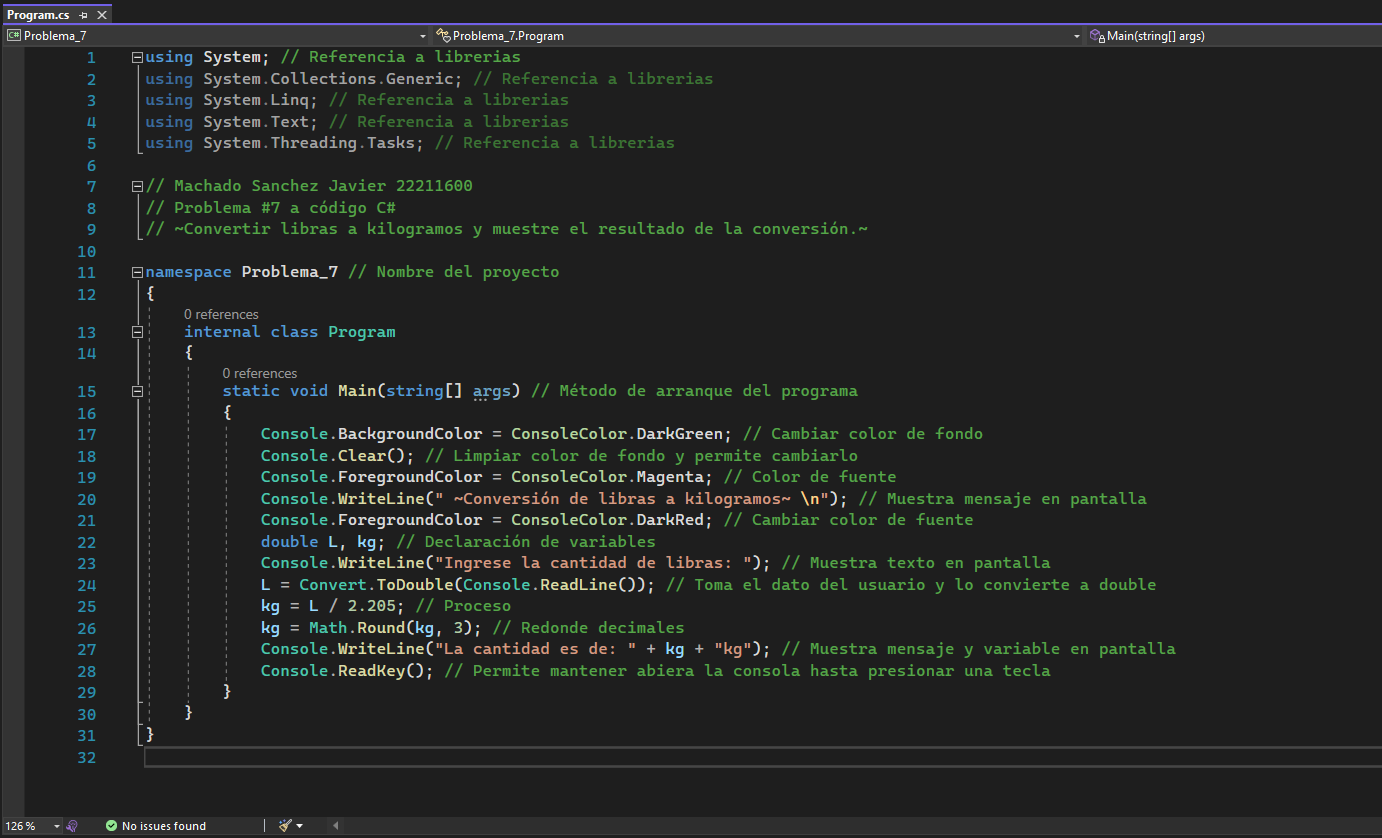 Program.cs
C# Problema_7 Problema_7.Program Main(string[] args)
1 using System; // Referencia a librerias
2 using System.Collections.Generic; // Referencia a librerias
3 using System.Linq; // Referencia a librerias
4 using System.Text; // Referencia a librerias
5 using System.Threading.Tasks; // Referencia a librerias
6
7 // Machado Sanchez Javier 22211600
8 // Problema #7 a código C#
9 // ~Convertir libras a kilogramos y muestre el resultado de la conversión.~
10
11 namespace Problema_7 // Nombre del proyecto
12 {
0 references
13 internal class Program
14 {
0 references
15 static void Main(string[] args) // Método de arranque del programa
16 {
17 Console.BackgroundColor = ConsoleColor.DarkGreen; // Cambiar color de fondo
18 Console.Clear(); // Limpiar color de fondo y permite cambiarlo
19 Console.ForegroundColor = ConsoleColor.Magenta; // Color de fuente
20 Console.WriteLine(" ~Conversión de libras a kilogramos~ \n"); // Muestra mensaje en pantalla
21 Console.ForegroundColor = ConsoleColor.DarkRed; // Cambiar color de fuente
22 double L, kg; // Declaración de variables
23 Console.WriteLine("Ingrese la cantidad de libras: "); // Muestra texto en pantalla
24 L = Convert.ToDouble(Console.ReadLine()); // Toma el dato del usuario y lo convierte a double
25 kg = L / 2.205; // Proceso
26 kg = Math.Round(kg, 3); // Redonde decimales
27 Console.WriteLine("La cantidad es de: " + kg + "kg"); // Muestra mensaje y variable en pantalla
28 Console.ReadKey(); // Permite mantener abiera la consola hasta presionar una tecla
29 }
30 }
31 }
32
126 % No issues found